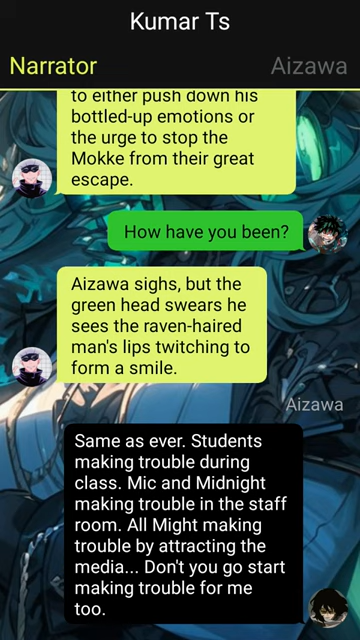 Kumar Ts
Narrator
Aizawa
to either push down his
bottled-up emotions or
the urge to stop the
Mokke from their great
escape.
How have you been?
Aizawa sighs, but the
green head swears he
sees the raven-haired
man's lips twitching to
form a smile.
Aizawa
Same as ever. Students
making trouble during
class. Mic and Midnight
making trouble in the staff
room. All Might making
trouble by attracting the
media... Don't you go start
making trouble for me
too.